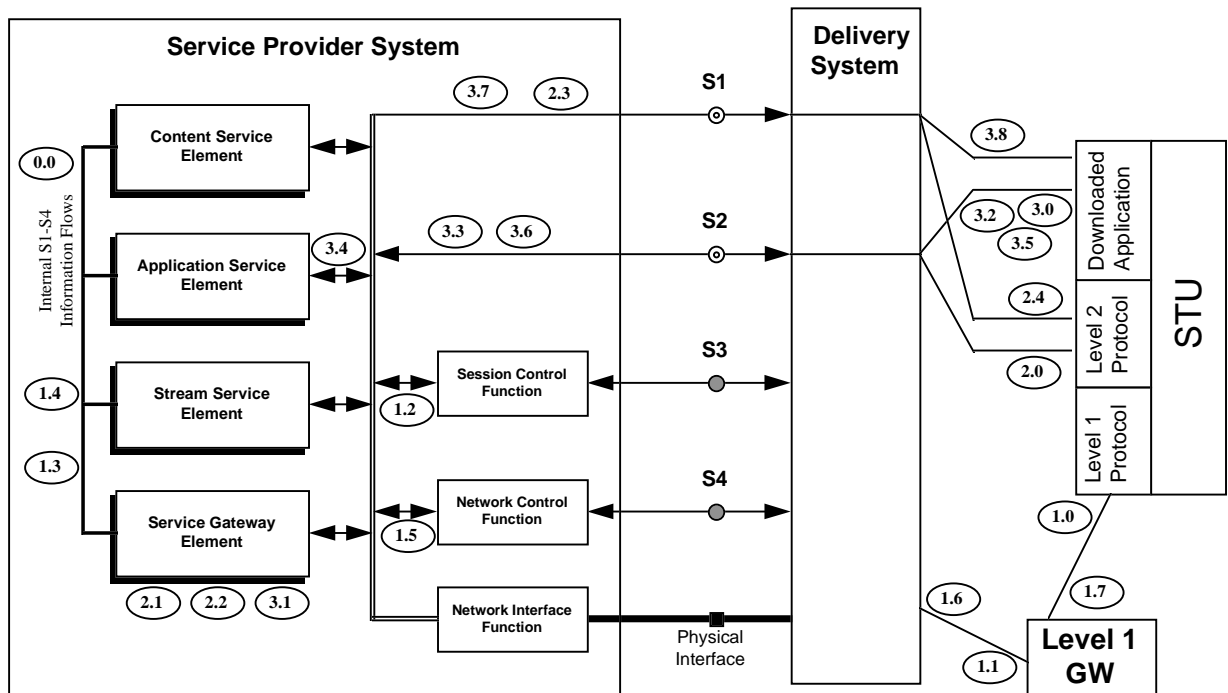 Service Provider System
Delivery
System
S1
3.7
2.3
Content Service
Element
0.0
3.8
Internal S1-S4
Information Flows
3.4
3.3
3.6
S2
3.2
3.0
3.5
Application Service
Element
Downloaded
Application
STU
2.4
Level 2
Protocol
2.0
S3
Session Control
Function
1.2
Stream Service
Element
1.4
1.3
Level 1
Protocol
S4
Network Control
Function
1.5
Service Gateway
Element
1.0
2.1
2.2
3.1
Network Interface
Function
Physical
Interface
1.6
1.7
1.1
Level 1
GW